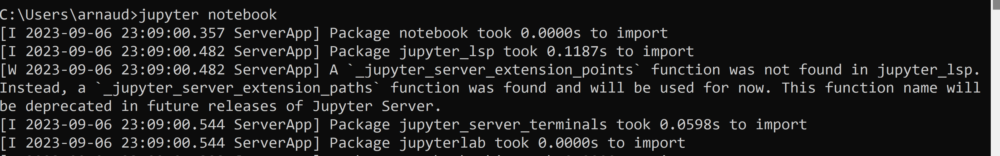 C:\Users\arnaud>jupyter notebook
[I 2023-09-06 23:09:00.357 ServerApp] Package notebook took 0.0000s to import
[I 2023-09-06 23:09:00.482 ServerApp] Package jupyter_lsp took 0.1187s to import
[W 2023-09-06 23:09:00.482 ServerApp] A `_jupyter_server_extension_points` function was not found in jupyter_lsp.
Instead, a `_jupyter_server_extension_paths` function was found and will be used for now. This function name will
be deprecated in future releases of Jupyter Server.
[I 2023-09-06 23:09:00.544 ServerApp] Package jupyter_server_terminals took 0.0598s to import
[I 2023-09-06 23:09:00.544 ServerApp] Package jupyterlab took 0.0000s to import